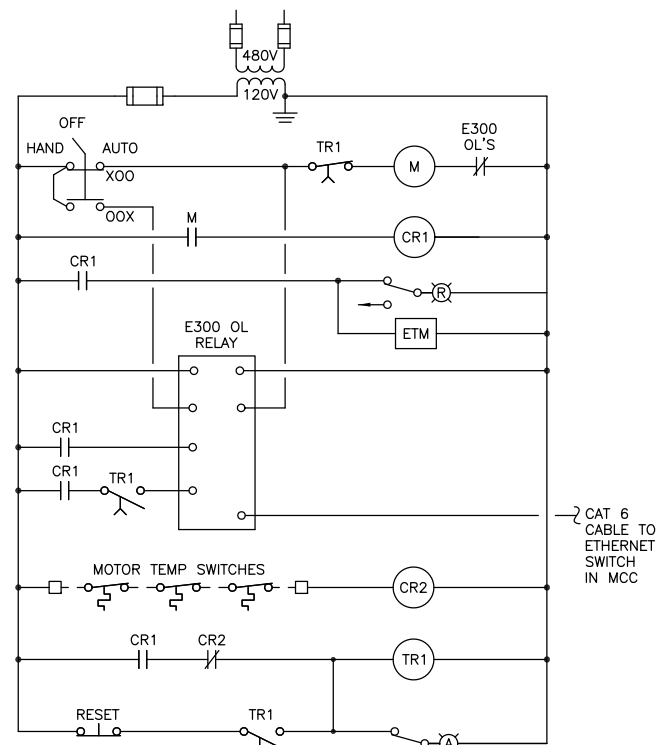 480V
120V
OFF
HAND
AUTO
XOO
OOX
TR1
M
E300
OL'S
M
CR1
CR1
R
ETM
E300 OL
RELAY
CR1
CR1
TR1
CAT 6
CABLE TO
ETHERNET
SWITCH
IN MCC
MOTOR TEMP SWITCHES
CR2
CR1
CR2
TR1
RESET
TR1
A